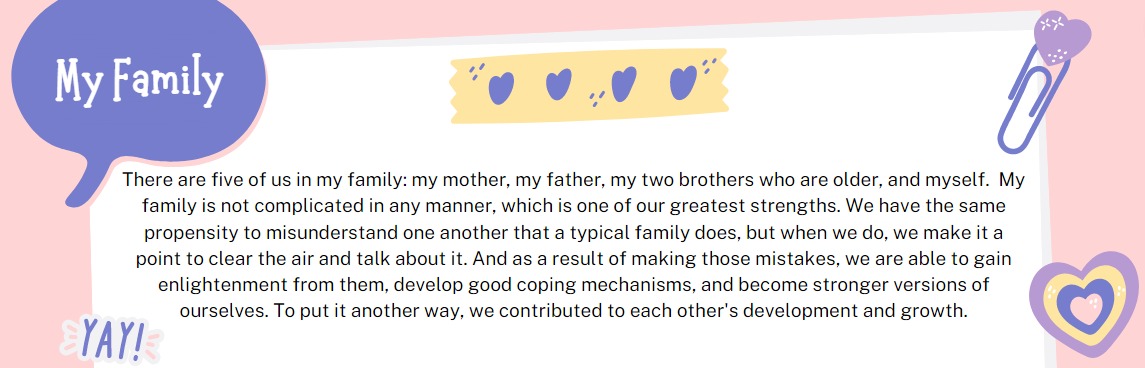 My Family
There are five of us in my family: my mother, my father, my two brothers who are older, and myself.  My
family is not complicated in any manner, which is one of our greatest strengths. We have the same
propensity to misunderstand one another that a typical family does, but when we do, we make it a
point to clear the air and talk about it. And as a result of making those mistakes, we are able to gain
enlightenment from them, develop good coping mechanisms, and become stronger versions of
ourselves. To put it another way, we contributed to each other's development and growth.
YAY!